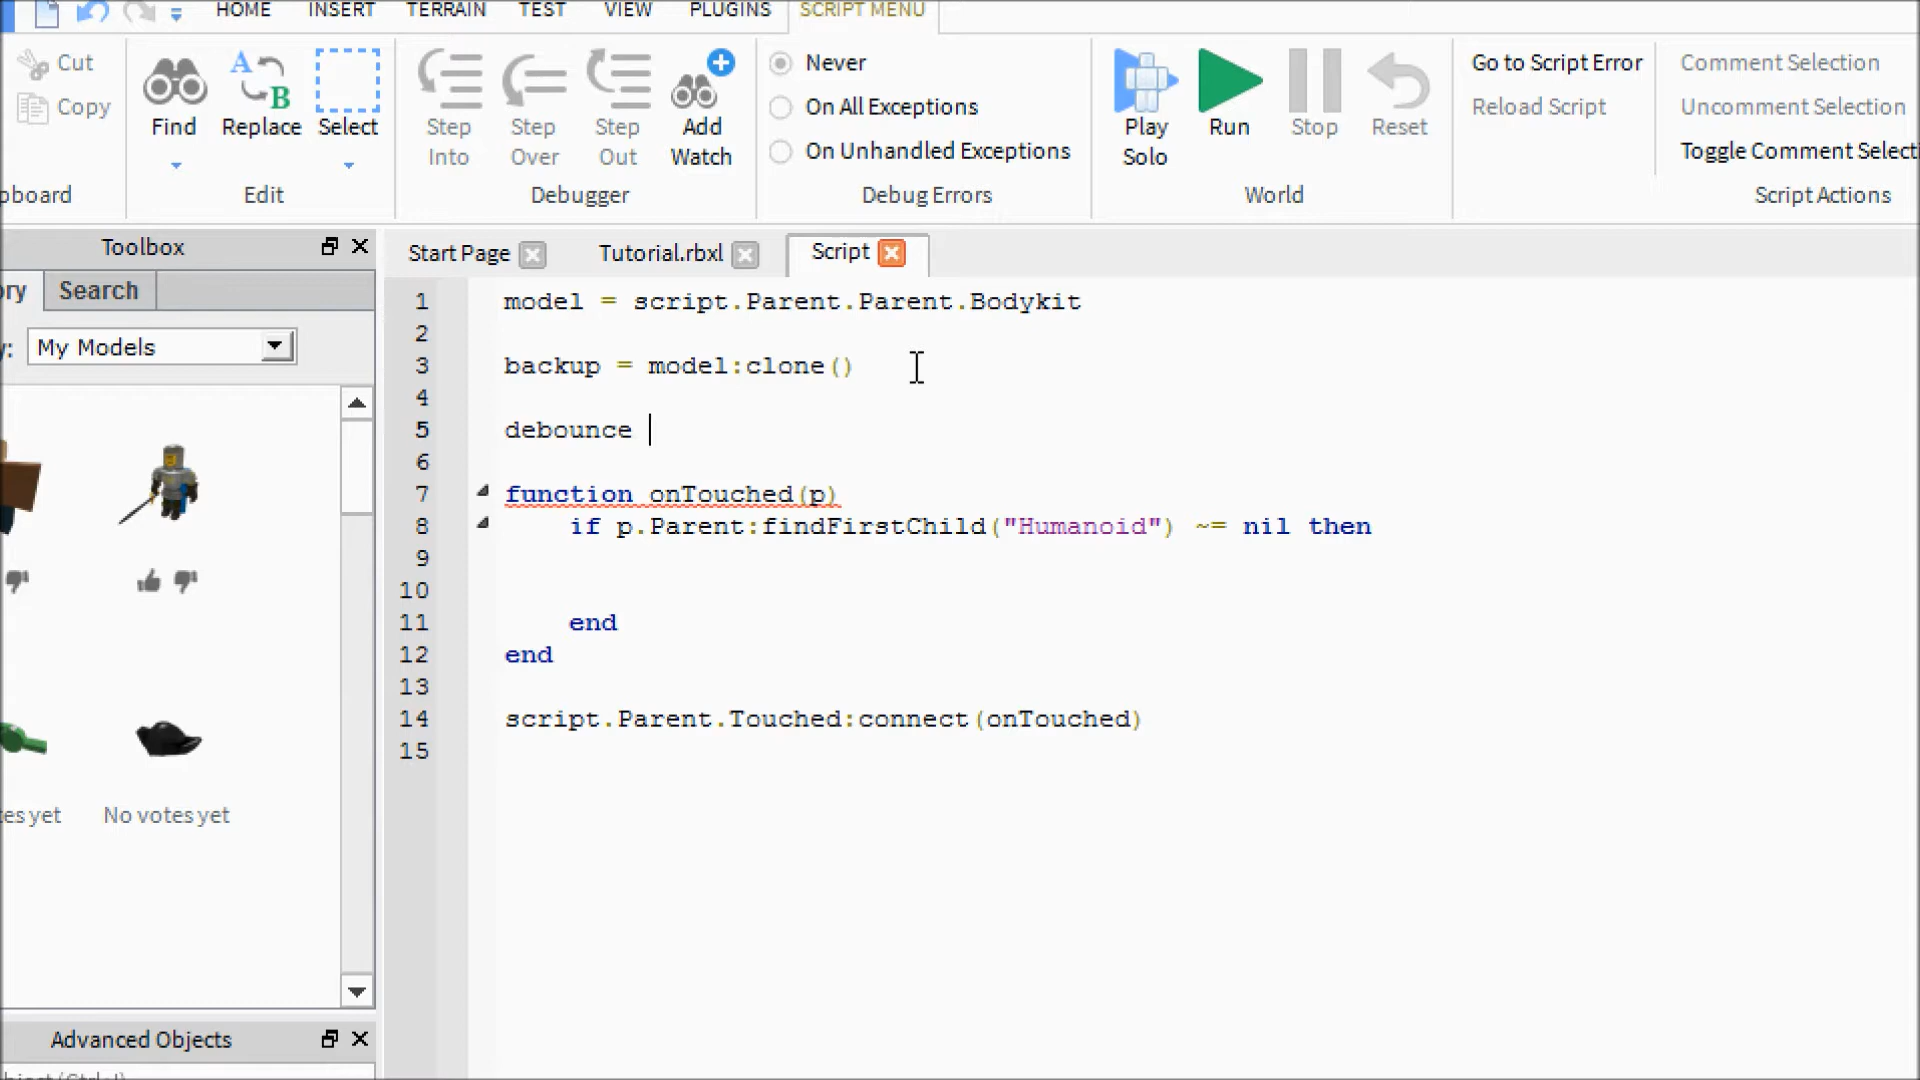 HOME INSERT TERRAIN TEST VIEW PLUGINS SCRIPT MENU
Cut
Copy
pboard
Find
Replace
Select
Edit
Step Into
Step Over
Step Out
Add Watch
Debugger
Never
On All Exceptions
On Unhandled Exceptions
Debug Errors
Play Solo
Run
Stop
Reset
World
Go to Script Error
Reload Script
Comment Selection
Uncomment Selection
Toggle Comment Selecti
Script Actions
Toolbox
ory Search
y: My Models
tes yet
No votes yet
Advanced Objects
Start Page Tutorial.rbxl Script
1 model = script.Parent.Parent.Bodykit
2
3 backup = model:clone()
4
5 debounce
6
7 function onTouched(p)
8 if p.Parent:findFirstChild("Humanoid") ~= nil then
9
10
11 end
12 end
13
14 script.Parent.Touched:connect(onTouched)
15